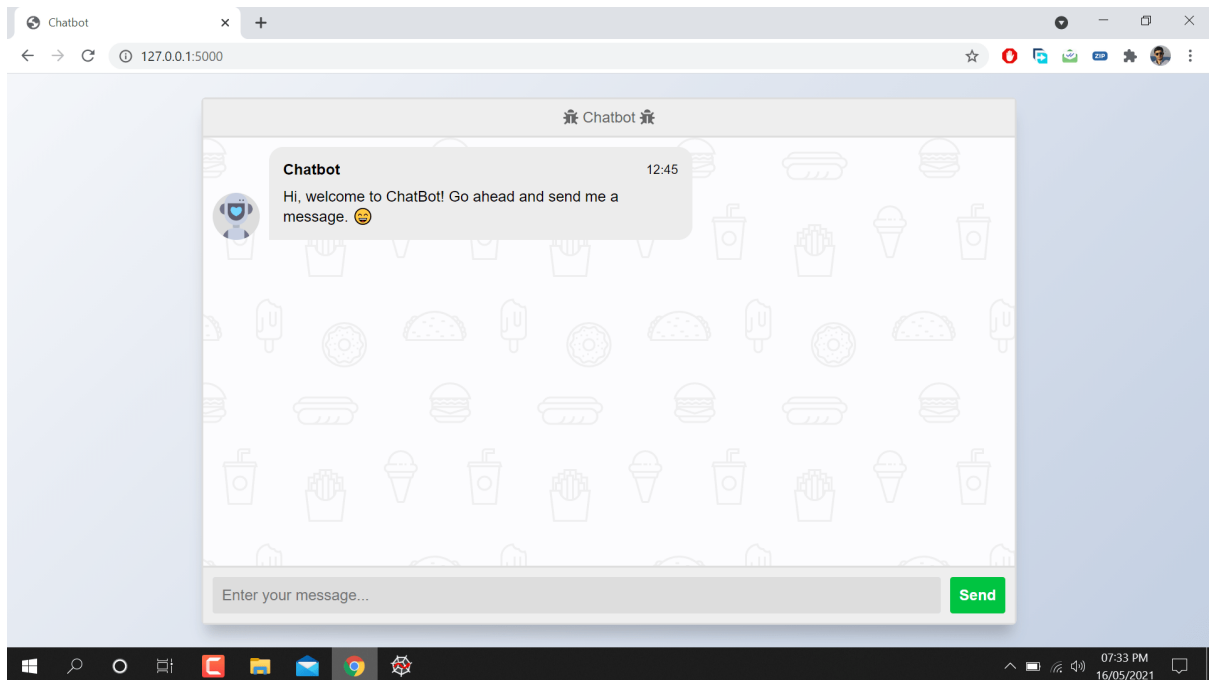 Chatbot
127.0.0.1:5000
ZIP
Chatbot
Chatbot 12:45
Hi, welcome to ChatBot! Go ahead and send me a
message. 😄
Enter your message...
Send
07:33 PM
16/05/2021